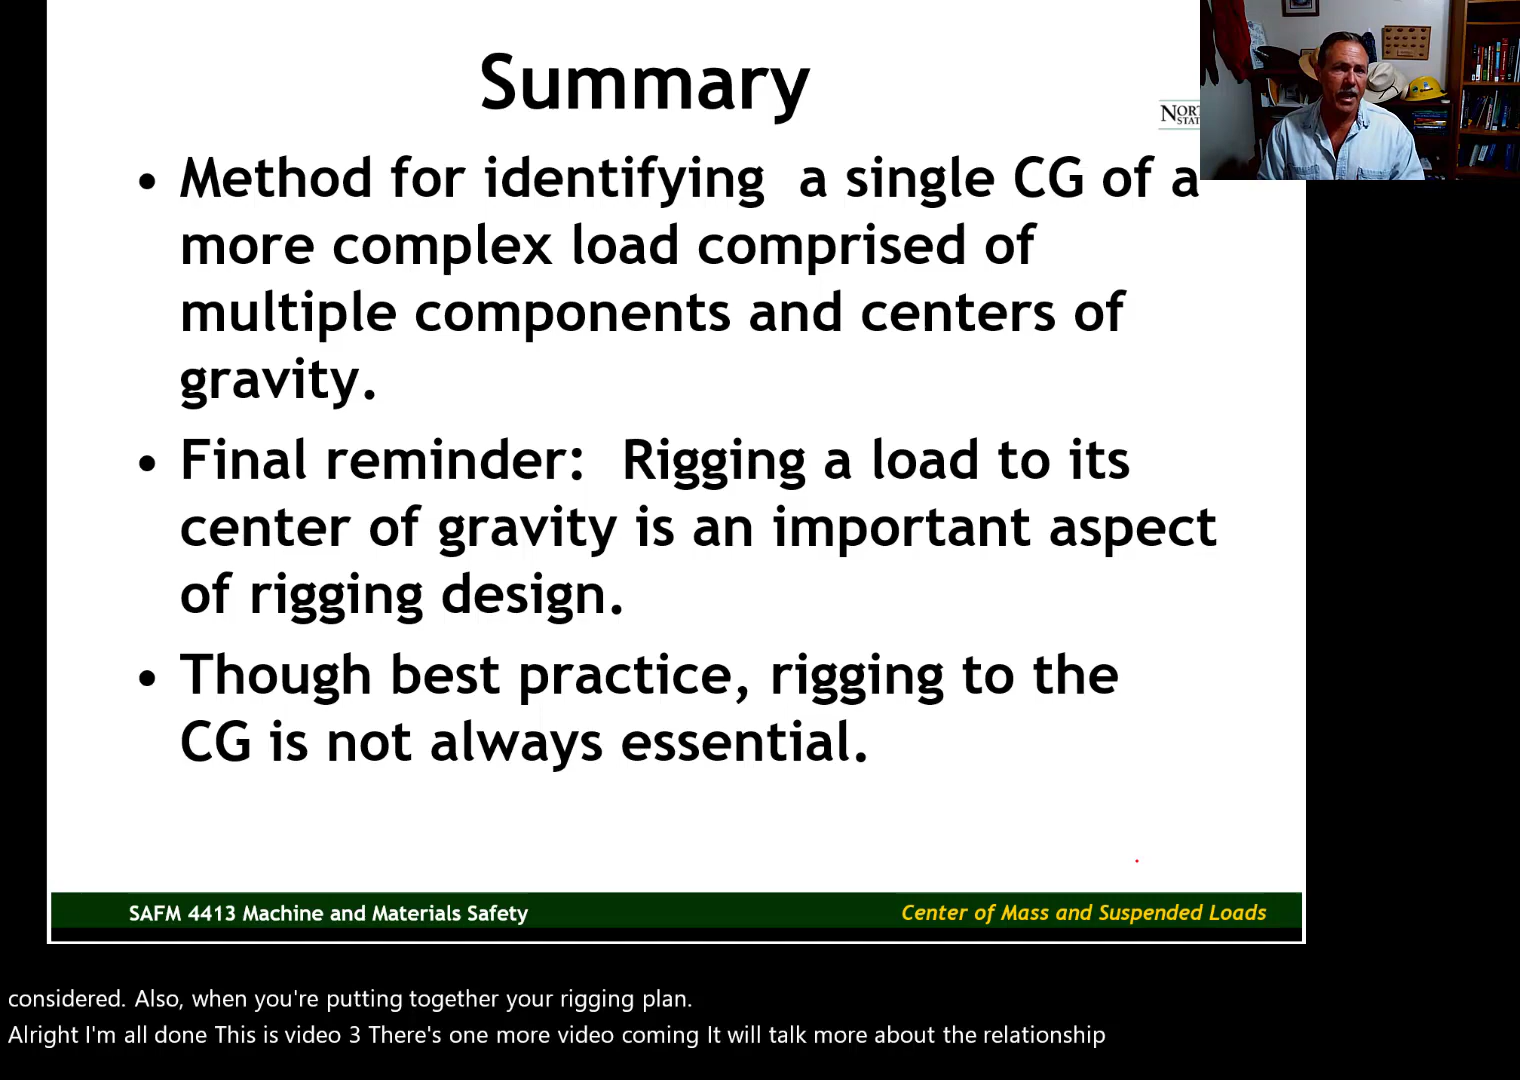 Summary
NOR
STAT
• Method for identifying a single CG of a
more complex load comprised of
multiple components and centers of
gravity.
• Final reminder: Rigging a load to its
center of gravity is an important aspect
of rigging design.
• Though best practice, rigging to the
CG is not always essential.
SAFM 4413 Machine and Materials Safety
Center of Mass and Suspended Loads
considered. Also, when you're putting together your rigging plan.
Alright I'm all done This is video 3 There's one more video coming It will talk more about the relationship